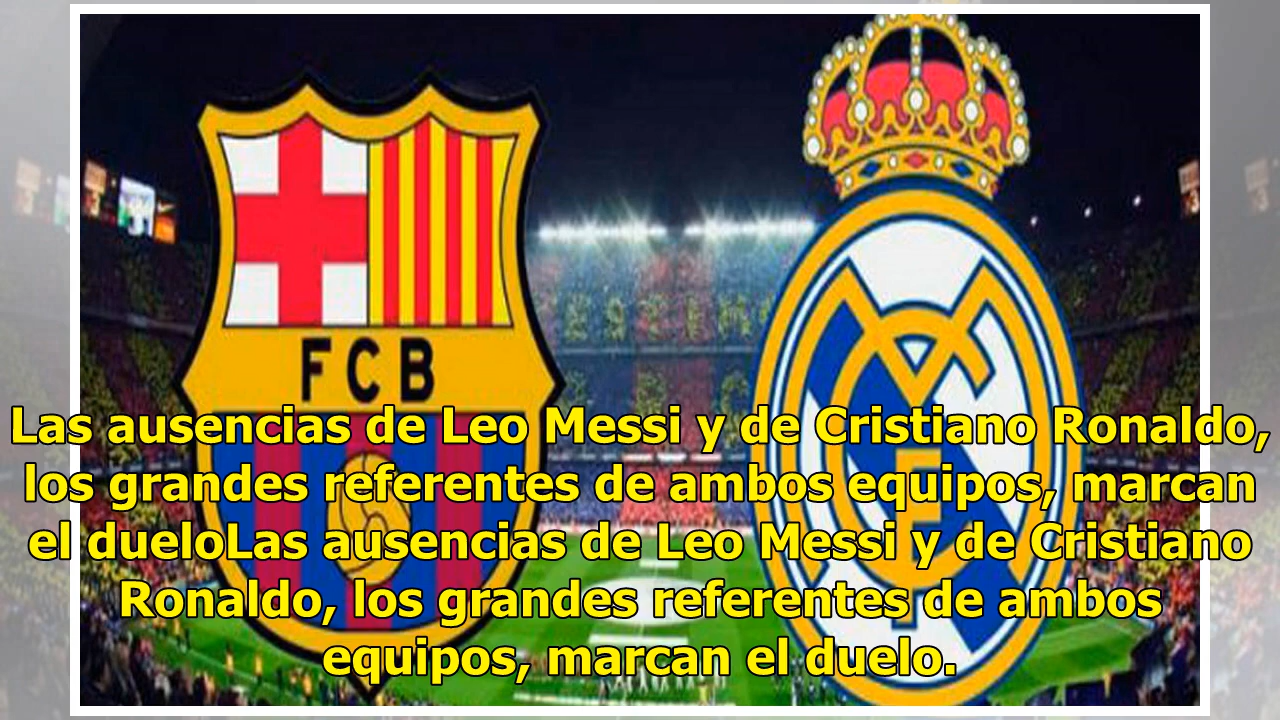 FCB
Las ausencias de Leo Messi y de Cristiano Ronaldo,
los grandes referentes de ambos equipos, marcan
el dueloLas ausencias de Leo Messi y de Cristiano
Ronaldo, los grandes referentes de ambos
equipos, marcan el duelo.